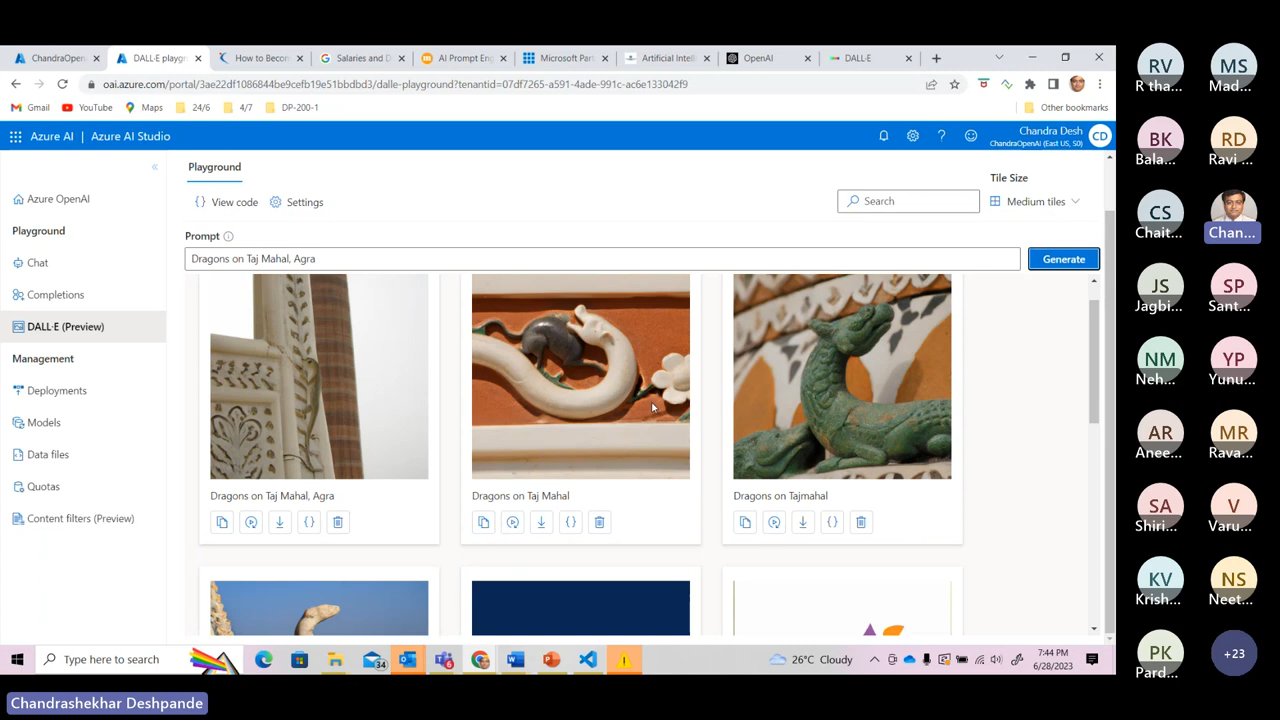 ChandraOpen
DALL·E playgr
How to Becor
Salaries and D
AI Prompt Eng
Microsoft Part
Artificial Intelli
OpenAI
DALL·E
oai.azure.com/portal/3ae22df1086844be9cefb19e51bbdbd3/dalle-playground?tenantid=07df7265-a591-4ade-991c-ac6e133042f9
Gmail
YouTube
Maps
24/6
4/7
DP-200-1
Other bookmarks
Azure AI | Azure AI Studio
Chandra Desh
ChandraOpenAI (East US, S0)
CD
Azure OpenAI
Playground
Chat
Completions
DALL·E (Preview)
Management
Deployments
Models
Data files
Quotas
Content filters (Preview)
Playground
View code
Settings
Search
Tile Size
Medium tiles
Prompt
Dragons on Taj Mahal, Agra
Generate
Dragons on Taj Mahal, Agra
Dragons on Taj Mahal
Dragons on Tajmahal
Type here to search
34
26°C Cloudy
7:44 PM
6/28/2023
RV
R tha...
MS
Mad...
BK
Bala...
RD
Ravi ...
CS
Chait...
Chan...
JS
Jagbi...
SP
Sant...
NM
Neh...
YP
Yunu...
AR
Anee...
MR
Rava...
SA
Shiri...
V
Varu...
KV
Krish...
NS
Neet...
PK
Pard...
+23
Chandrashekhar Deshpande